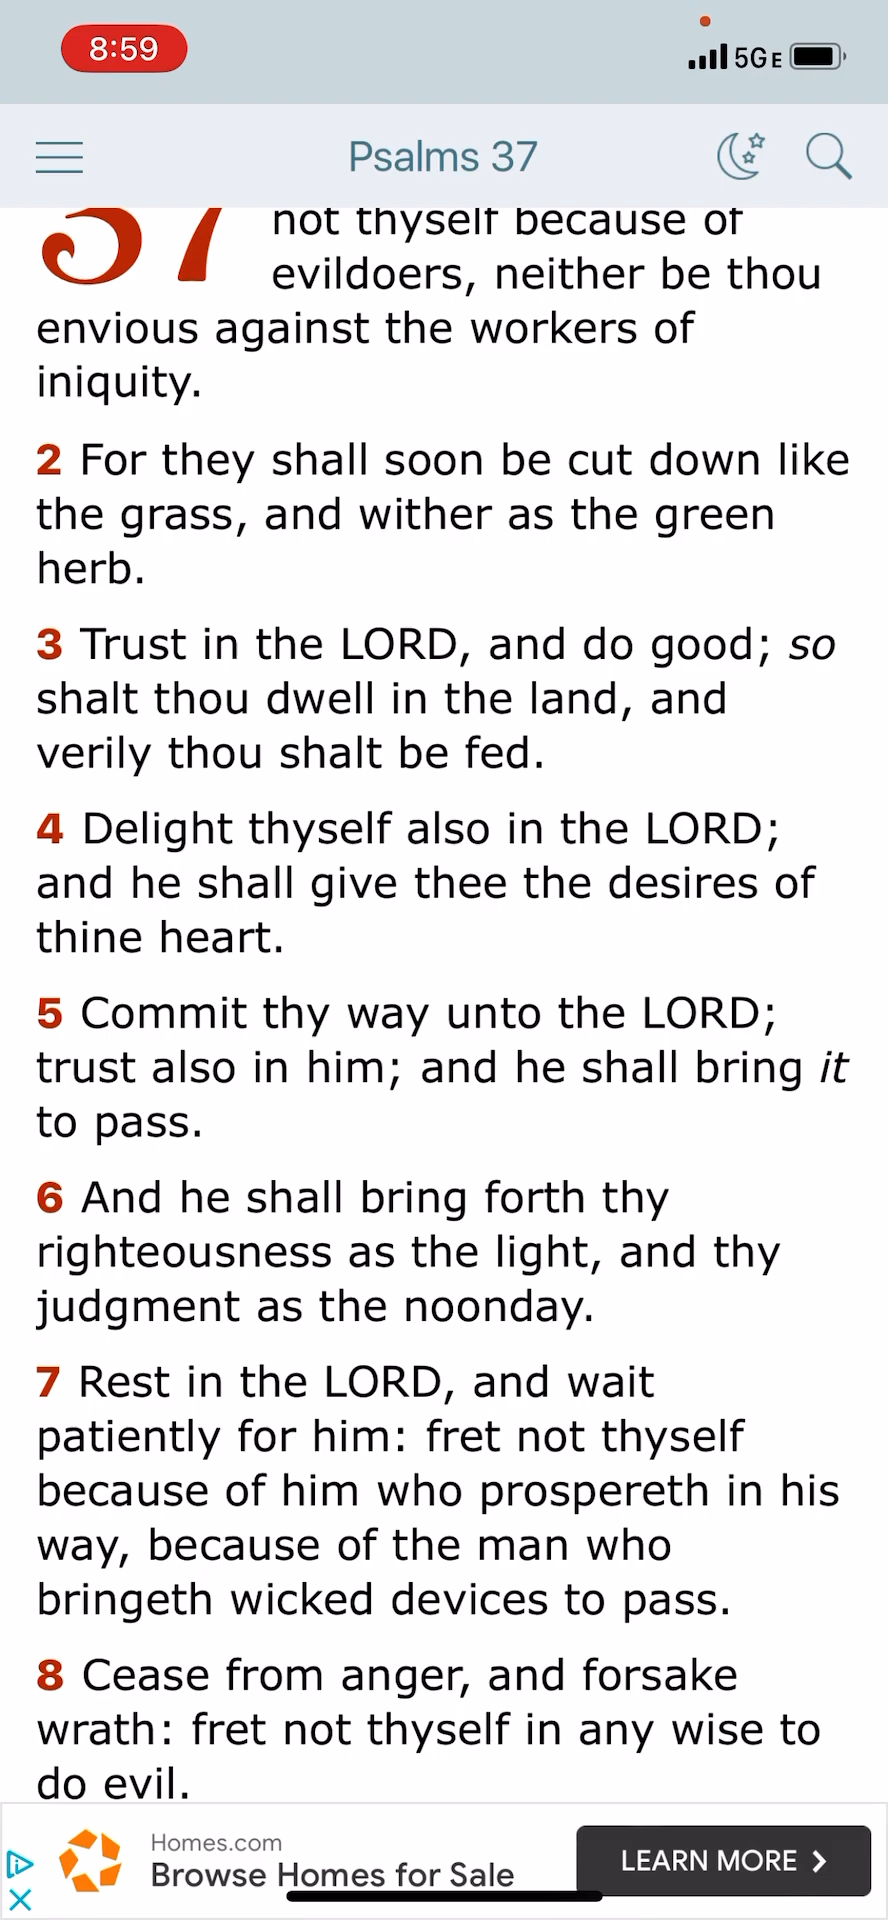 8:59
5GE
Psalms 37
37 not thyself because of
evildoers, neither be thou
envious against the workers of
iniquity.
2 For they shall soon be cut down like
the grass, and wither as the green
herb.
3 Trust in the LORD, and do good; so
shalt thou dwell in the land, and
verily thou shalt be fed.
4 Delight thyself also in the LORD;
and he shall give thee the desires of
thine heart.
5 Commit thy way unto the LORD;
trust also in him; and he shall bring it
to pass.
6 And he shall bring forth thy
righteousness as the light, and thy
judgment as the noonday.
7 Rest in the LORD, and wait
patiently for him: fret not thyself
because of him who prospereth in his
way, because of the man who
bringeth wicked devices to pass.
8 Cease from anger, and forsake
wrath: fret not thyself in any wise to
do evil.
Homes.com
Browse Homes for Sale
LEARN MORE